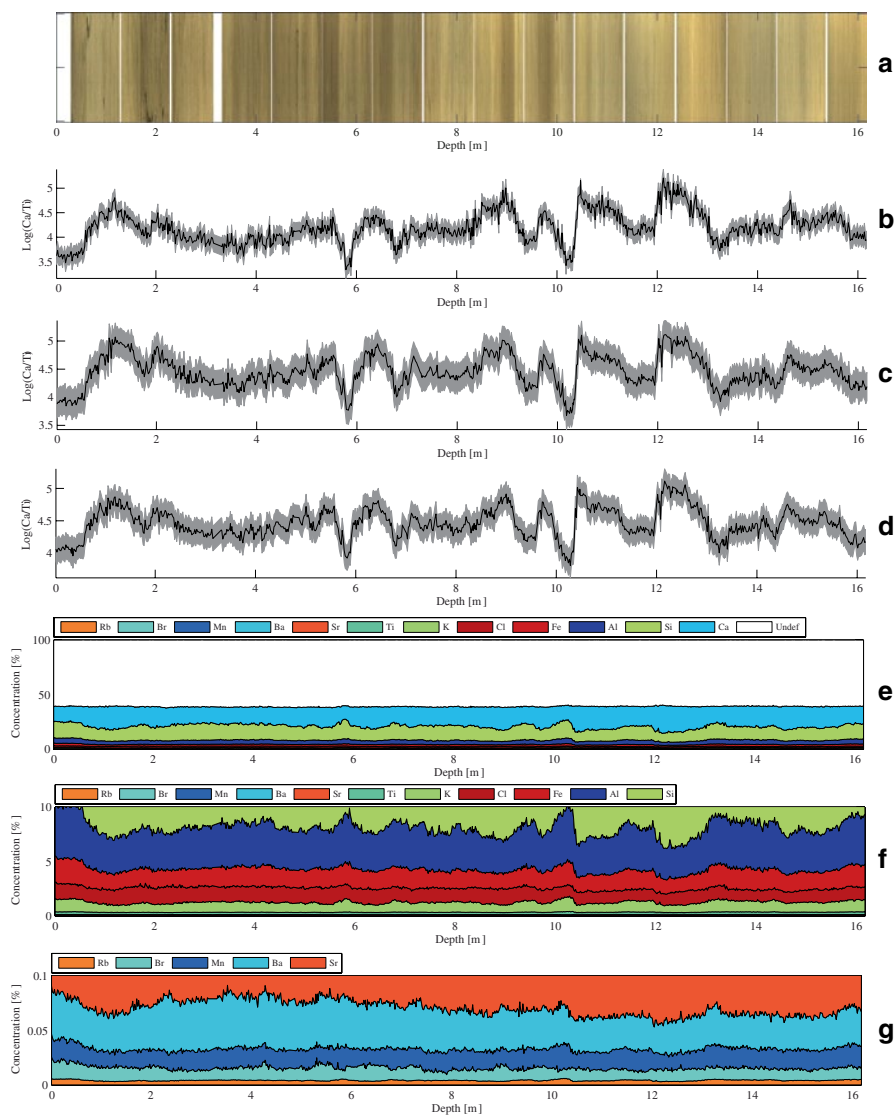 a
0 2 4 6 8 10 12 14 16
Depth [m]
b
Log(Ca/Ti)
5
4.5
4
3.5
0 2 4 6 8 10 12 14 16
Depth [m]
c
Log(Ca/Ti)
5
4.5
4
3.5
0 2 4 6 8 10 12 14 16
Depth [m]
d
Log(Ca/Ti)
5
4.5
4
0 2 4 6 8 10 12 14 16
Depth [m]
Rb Br Mn Ba Sr Ti K Cl Fe Al Si Ca Undef
e
Concentration [%]
100
50
0
0 2 4 6 8 10 12 14 16
Depth [m]
Rb Br Mn Ba Sr Ti K Cl Fe Al Si
f
Concentration [%]
10
5
0
0 2 4 6 8 10 12 14 16
Depth [m]
Rb Br Mn Ba Sr
g
Concentration [%]
0.1
0.05
0
0 2 4 6 8 10 12 14 16
Depth [m]